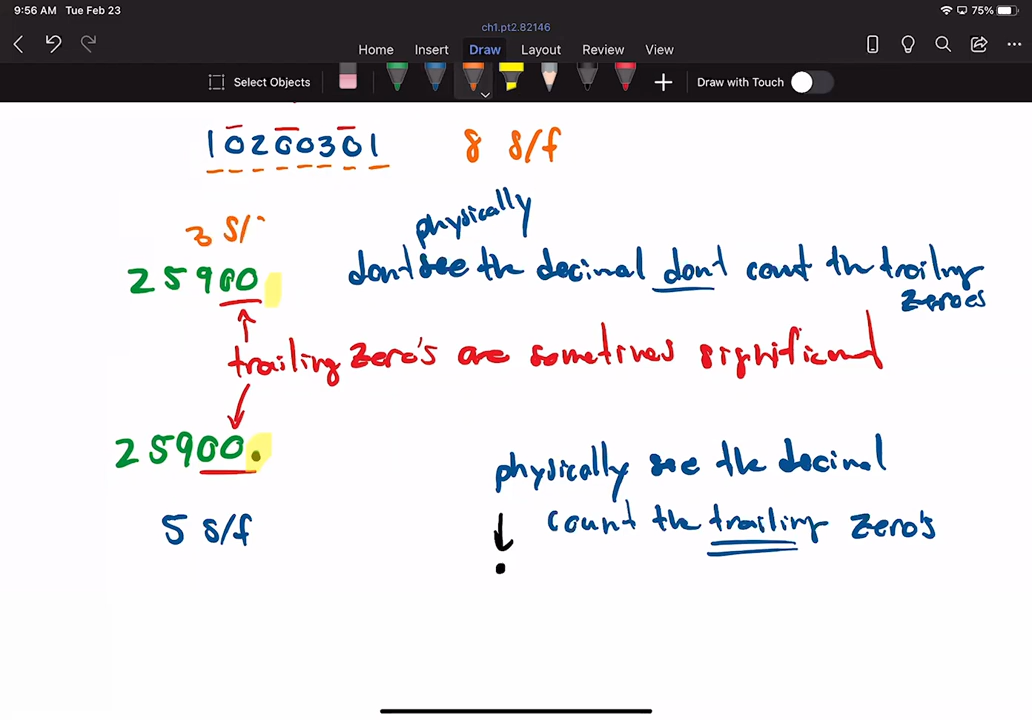 9:56 AM Tue Feb 23
75%
ch1.pt2.82146
Home Insert Draw Layout Review View
Select Objects
Draw with Touch
10200301 8 s/f
3 s/
physically
25900 dont see the decimal dont count the trailing
zeroes
trailing zero's are sometimes significant
25900.
physically see the decimal
count the trailing zero's
5 s/f